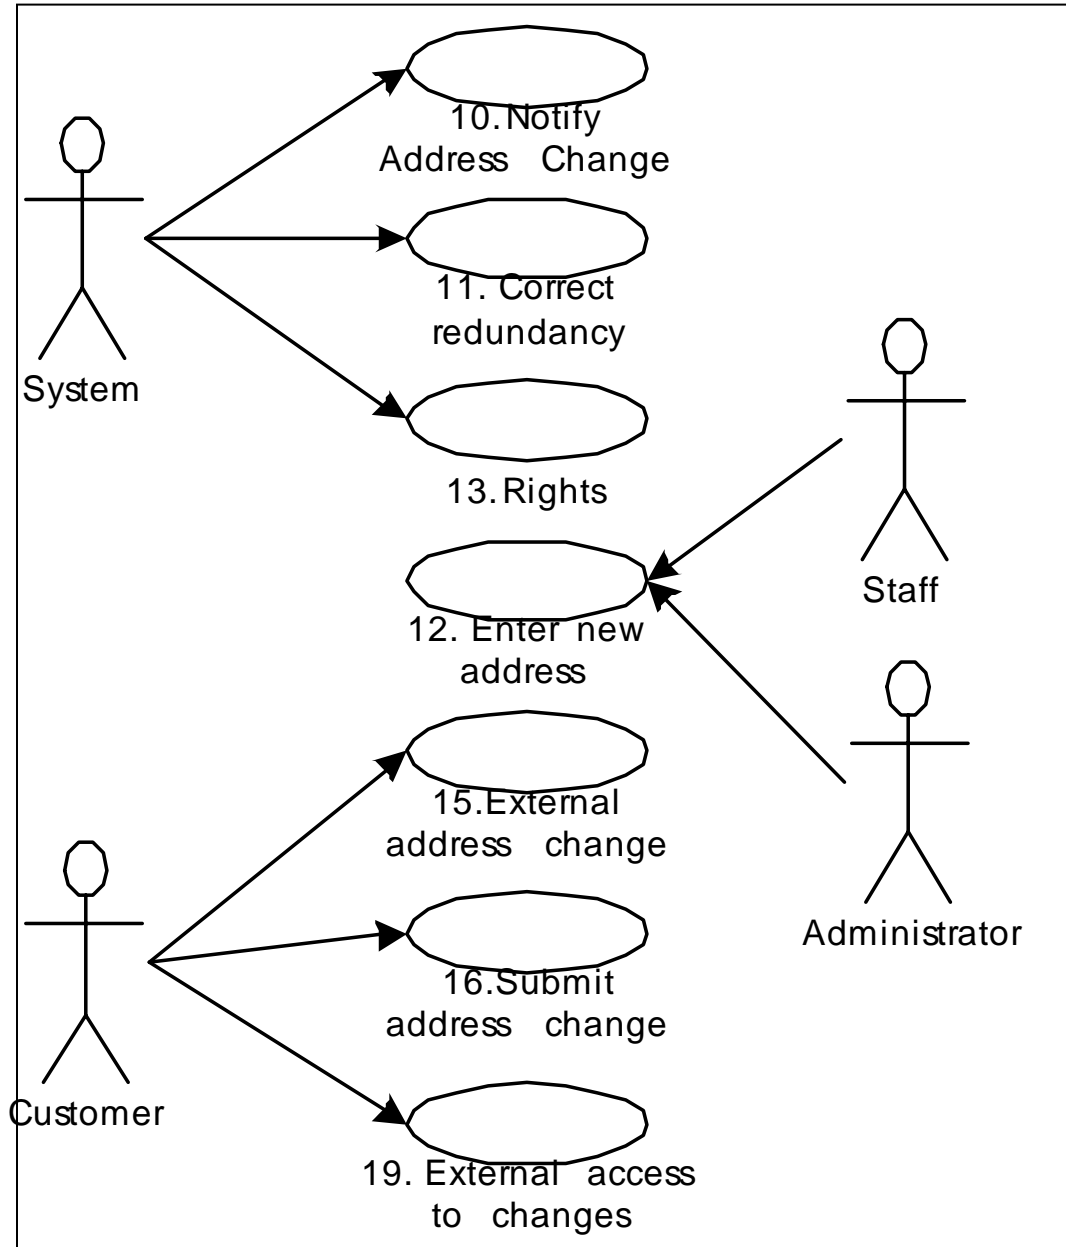 10.Notify
Address Change
System
11. Correct
redundancy
13.Rights
Staff
12. Enter new
address
15.External
address change
Administrator
16.Submit
address change
Customer
19. External access
to changes